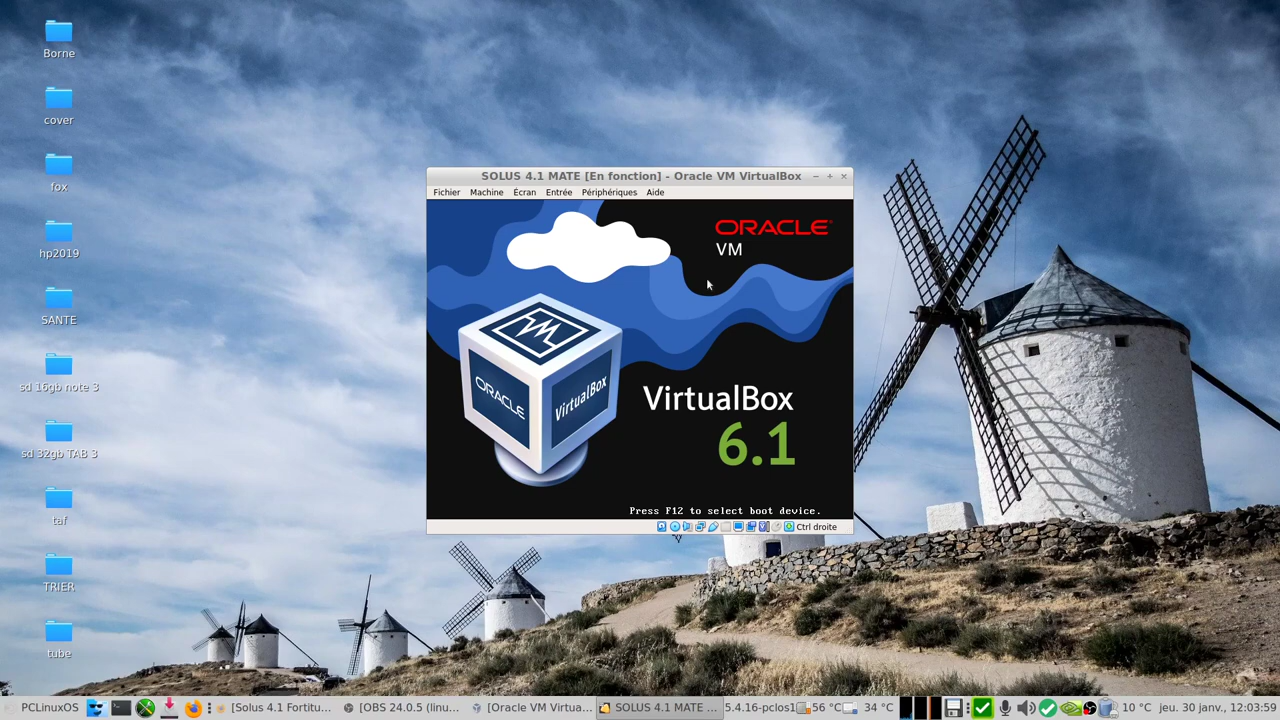 Borne
cover
fox
hp2019
SANTE
sd 16gb note 3
sd 32gb TAB 3
taf
TRIER
tube
SOLUS 4.1 MATE [En fonction] - Oracle VM VirtualBox
Fichier Machine Écran Entrée Périphériques Aide
ORACLE
VM
VM
ORACLE VirtualBox
VirtualBox
6.1
Press F12 to select boot device.
Ctrl droite
PCLinuxOS [Solus 4.1 Fortitu... [OBS 24.0.5 (linu... [Oracle VM Virtua... SOLUS 4.1 MATE ... 5.4.16-pclos1 56 °C 34 °C 10 °C jeu. 30 janv., 12:03:59